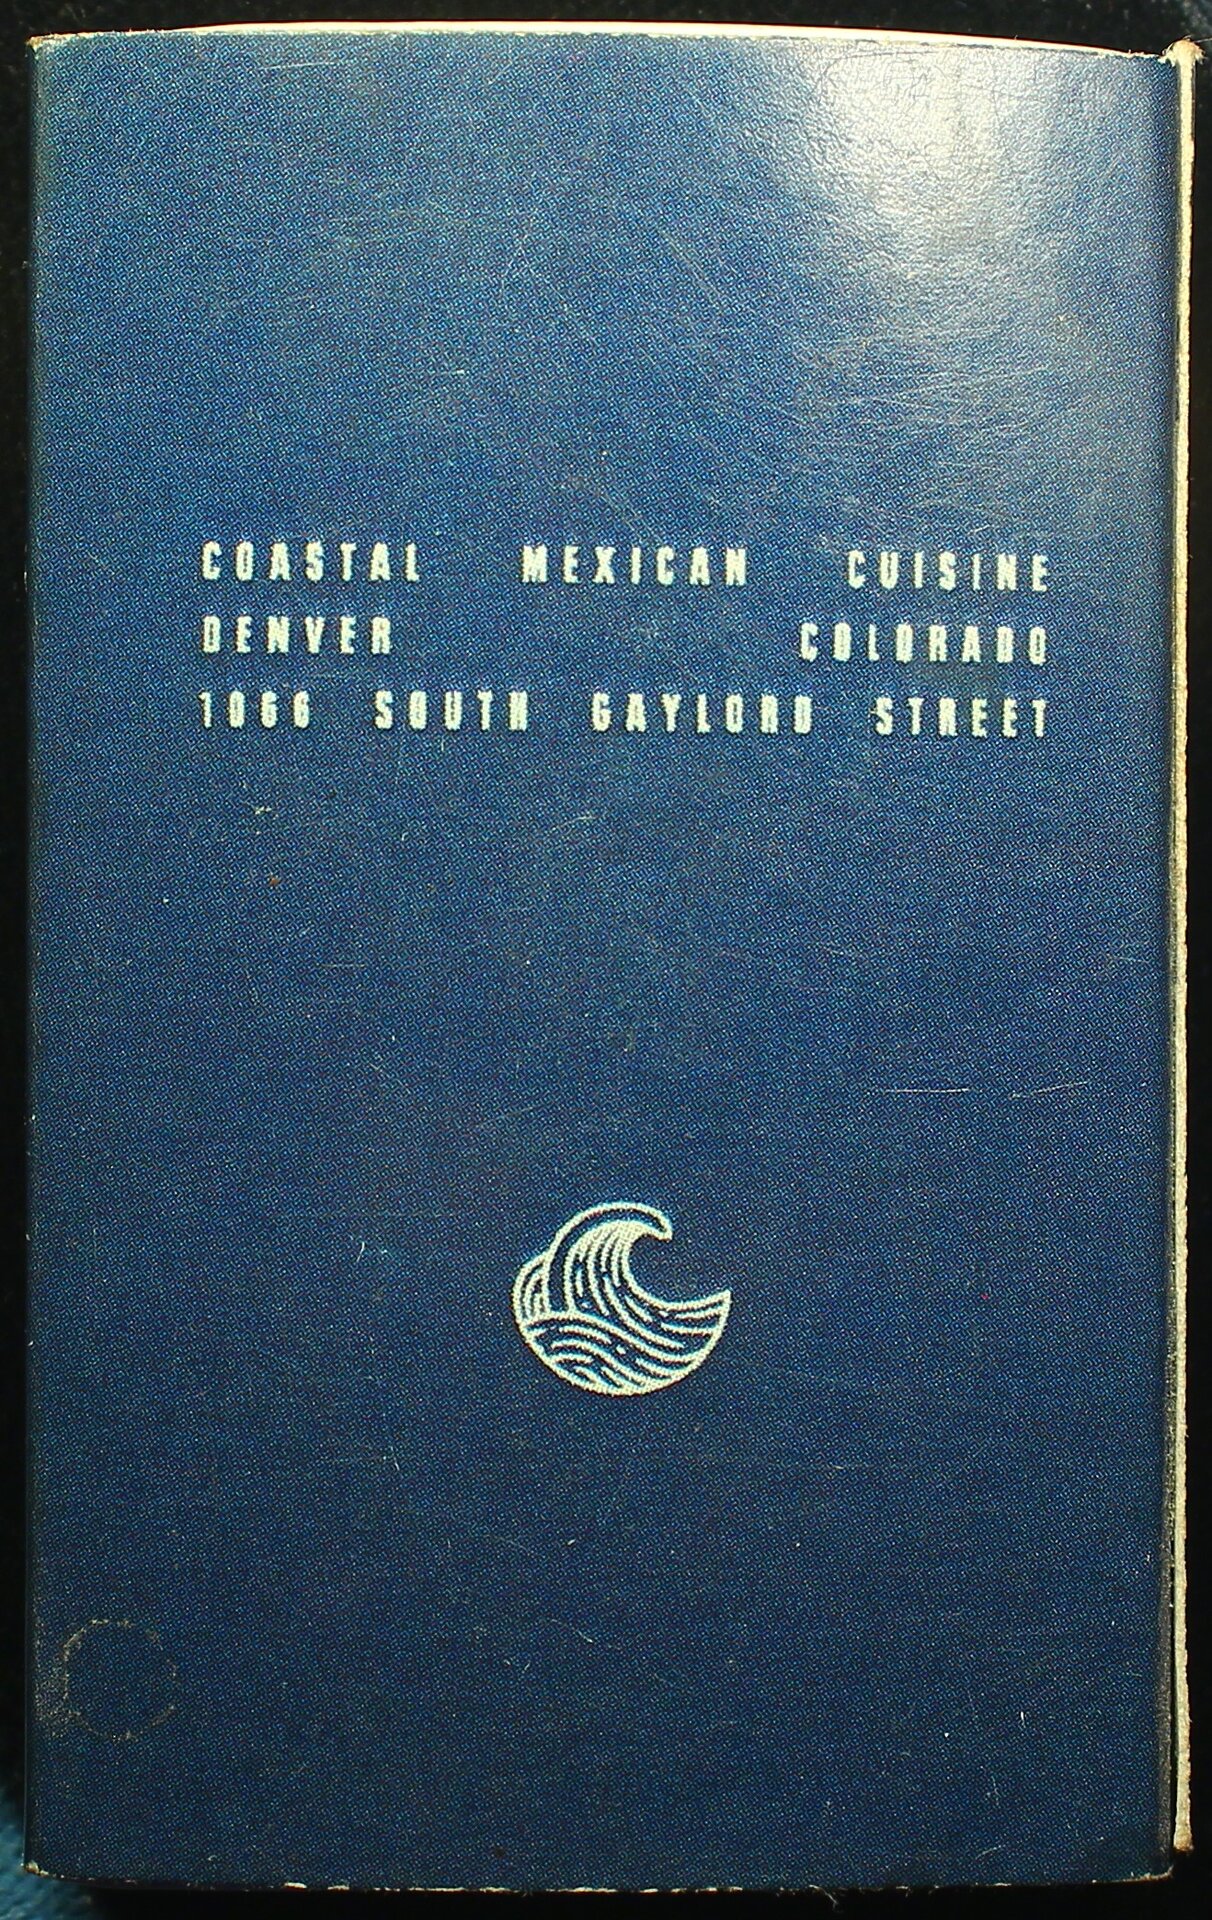 COASTAL MEXICAN CUISINE
DENVER COLORADO
1066 SOUTH GAYLORD STREET